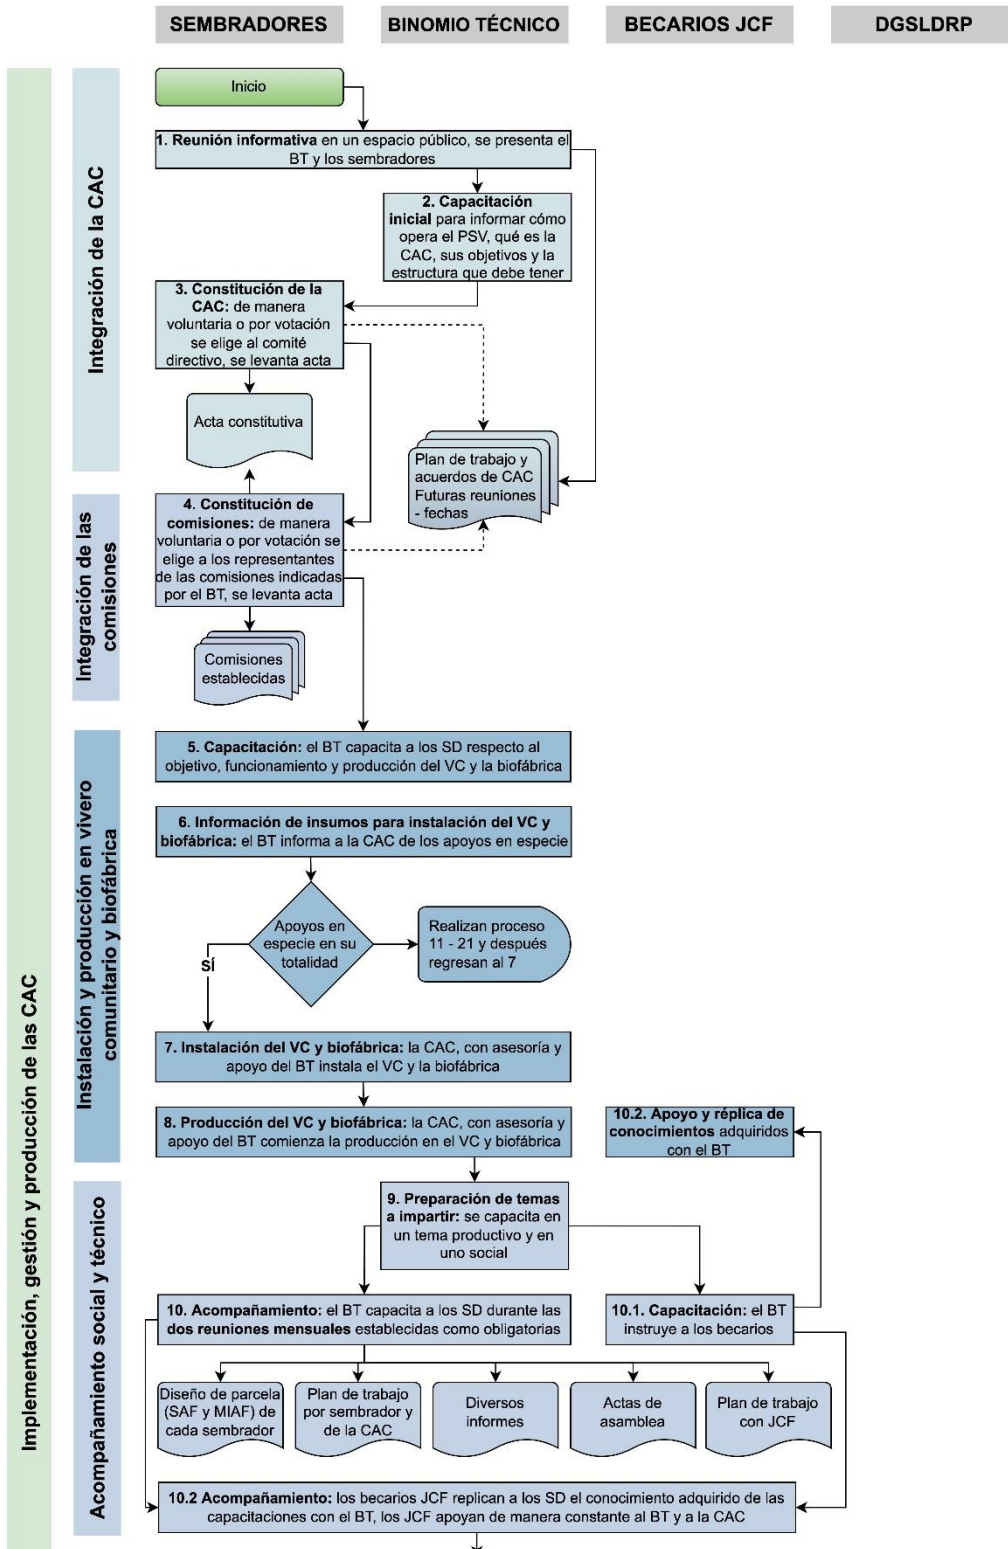 SEMBRADORES
BINOMIO TÉCNICO
BECARIOS JCF
DGSLDRP
Implementación, gestión y producción de las CAC
Integración de la CAC
Inicio
1. Reunión informativa en un espacio público, se presenta el
BT y los sembradores
2. Capacitación
inicial para informar cómo
opera el PSV, qué es la
CAC, sus objetivos y la
estructura que debe tener
3. Constitución de la
CAC: de manera
voluntaria o por votación
se elige al comité
directivo, se levanta acta
Acta constitutiva
Plan de trabajo y
acuerdos de CAC
Futuras reuniones
- fechas
Integración de las
comisiones
4. Constitución de
comisiones: de manera
voluntaria o por votación se
elige a los representantes
de las comisiones indicadas
por el BT, se levanta acta
Comisiones
establecidas
Instalación y producción en vivero
comunitario y biofábrica
5. Capacitación: el BT capacita a los SD respecto al
objetivo, funcionamiento y producción del VC y la biofábrica
6. Información de insumos para instalación del VC y
biofábrica: el BT informa a la CAC de los apoyos en especie
Apoyos en
especie en su
totalidad
Realizan proceso
11 - 21 y después
regresan al 7
SÍ
7. Instalación del VC y biofábrica: la CAC, con asesoría y
apoyo del BT instala el VC y la biofábrica
8. Producción del VC y biofábrica: la CAC, con asesoría y
apoyo del BT comienza la producción en el VC y biofábrica
10.2. Apoyo y réplica de
conocimientos adquiridos
con el BT
Acompañamiento social y técnico
9. Preparación de temas
a impartir: se capacita en
un tema productivo y en
uno social
10. Acompañamiento: el BT capacita a los SD durante las
dos reuniones mensuales establecidas como obligatorias
10.1. Capacitación: el BT
instruye a los becarios
Diseño de parcela
(SAF y MIAF) de
cada sembrador
Plan de trabajo
por sembrador y
de la CAC
Diversos
informes
Actas de
asamblea
Plan de trabajo
con JCF
10.2 Acompañamiento: los becarios JCF replican a los SD el conocimiento adquirido de las
capacitaciones con el BT, los JCF apoyan de manera constante al BT y a la CAC